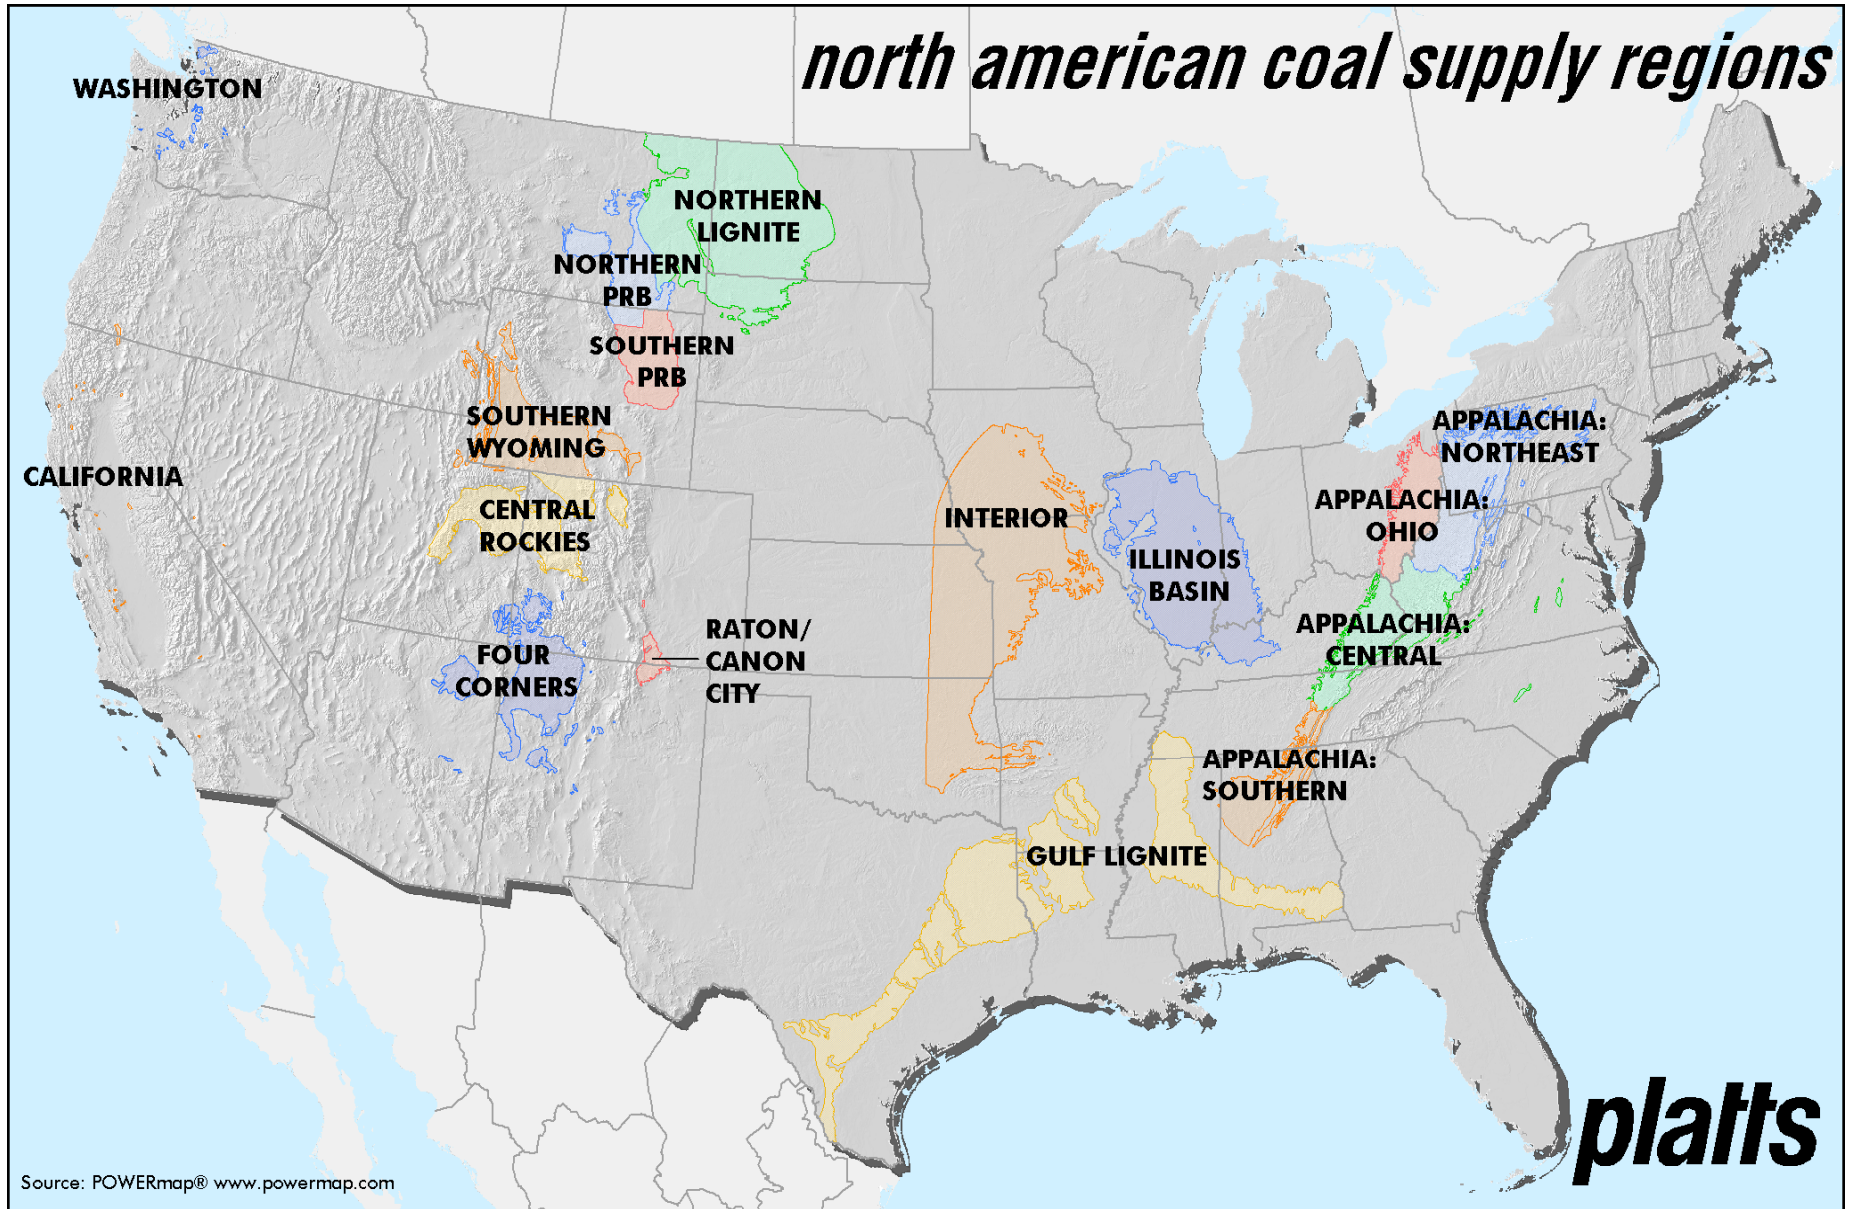 north american coal supply regions
WASHINGTON
NORTHERN
LIGNITE
NORTHERN
PRB
SOUTHERN
PRB
SOUTHERN
WYOMING
CALIFORNIA
CENTRAL
ROCKIES
INTERIOR
ILLINOIS
BASIN
APPALACHIA:
NORTHEAST
APPALACHIA:
OHIO
APPALACHIA:
CENTRAL
RATON/
CANON
CITY
FOUR
CORNERS
APPALACHIA:
SOUTHERN
GULF LIGNITE
platts
Source: POWERmap® www.powermap.com